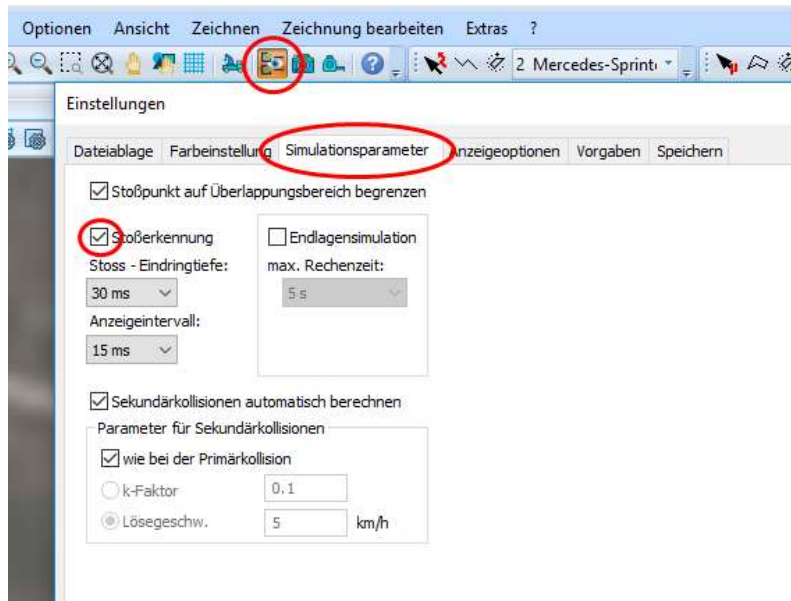 Optionen Ansicht Zeichnen Zeichnung bearbeiten Extras ?
2 Mercedes-Sprint
Einstellungen
Dateiablage Farbeinstellung Simulationsparameter Anzeigeoptionen Vorgaben Speichern
Stoßpunkt auf Überlappungsbereich begrenzen
Stoßerkennung Endlagensimulation
Stoss - Eindringtiefe: max. Rechenzeit:
30 ms 5 s
Anzeigeintervall:
15 ms
Sekundärkollisionen automatisch berechnen
Parameter für Sekundärkollisionen
wie bei der Primärkollision
k-Faktor 0.1
Lösegeschw. 5 km/h